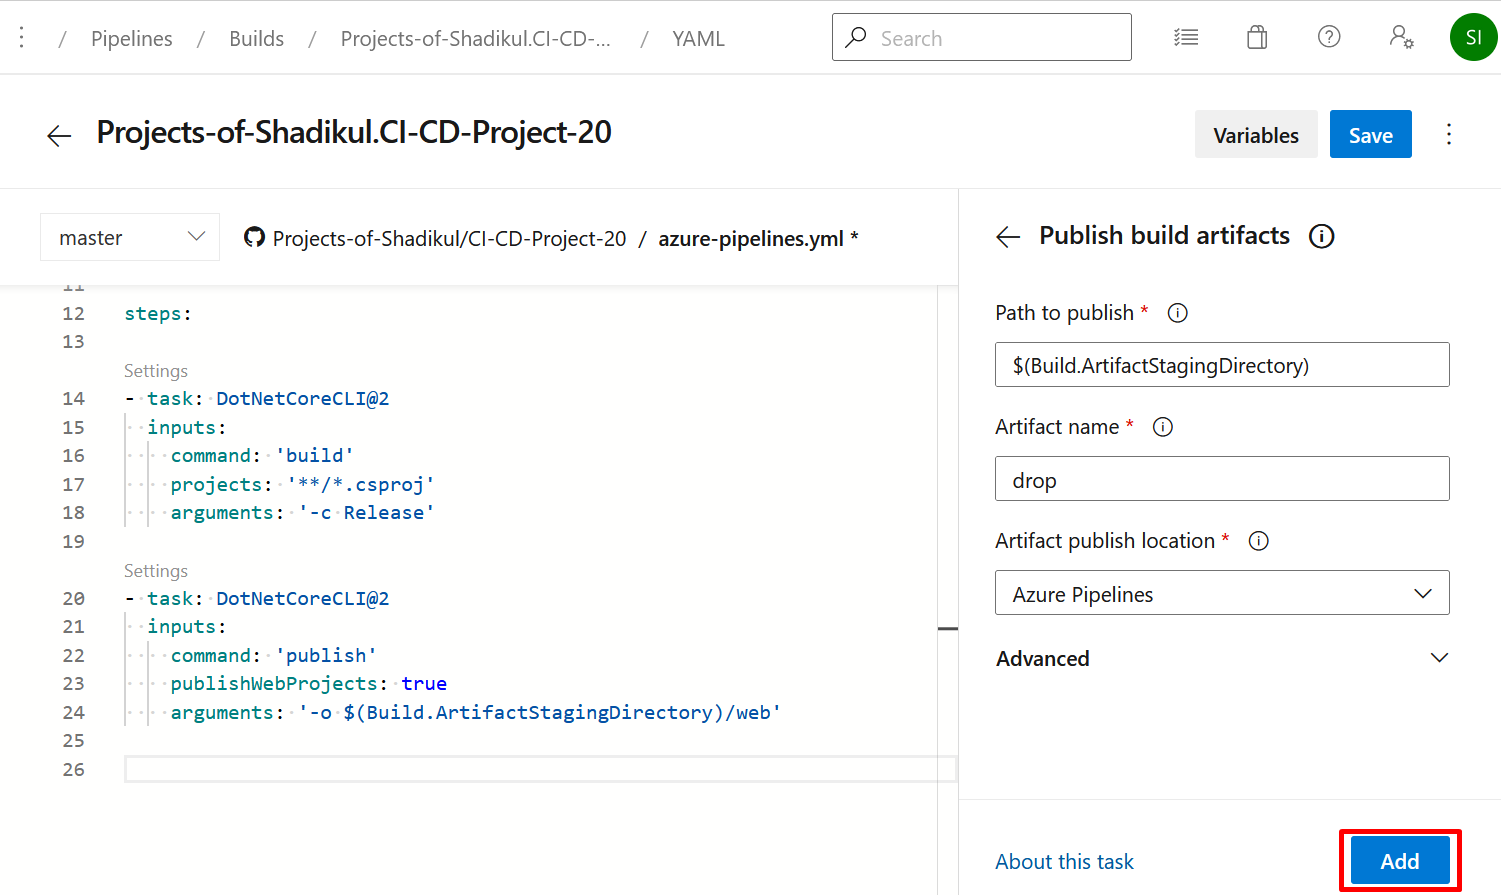 / Pipelines / Builds / Projects-of-Shadikul.CI-CD-... / YAML
Search
SI
Projects-of-Shadikul.CI-CD-Project-20
Variables
Save
master
Projects-of-Shadikul/CI-CD-Project-20 / azure-pipelines.yml *
11
12 steps:
13
Settings
14 - task: DotNetCoreCLI@2
15 inputs:
16 command: 'build'
17 projects: '**/*.csproj'
18 arguments: '-c Release'
19
Settings
20 - task: DotNetCoreCLI@2
21 inputs:
22 command: 'publish'
23 publishWebProjects: true
24 arguments: '-o $(Build.ArtifactStagingDirectory)/web'
25
26
Publish build artifacts
Path to publish *
$(Build.ArtifactStagingDirectory)
Artifact name *
drop
Artifact publish location *
Azure Pipelines
Advanced
About this task
Add